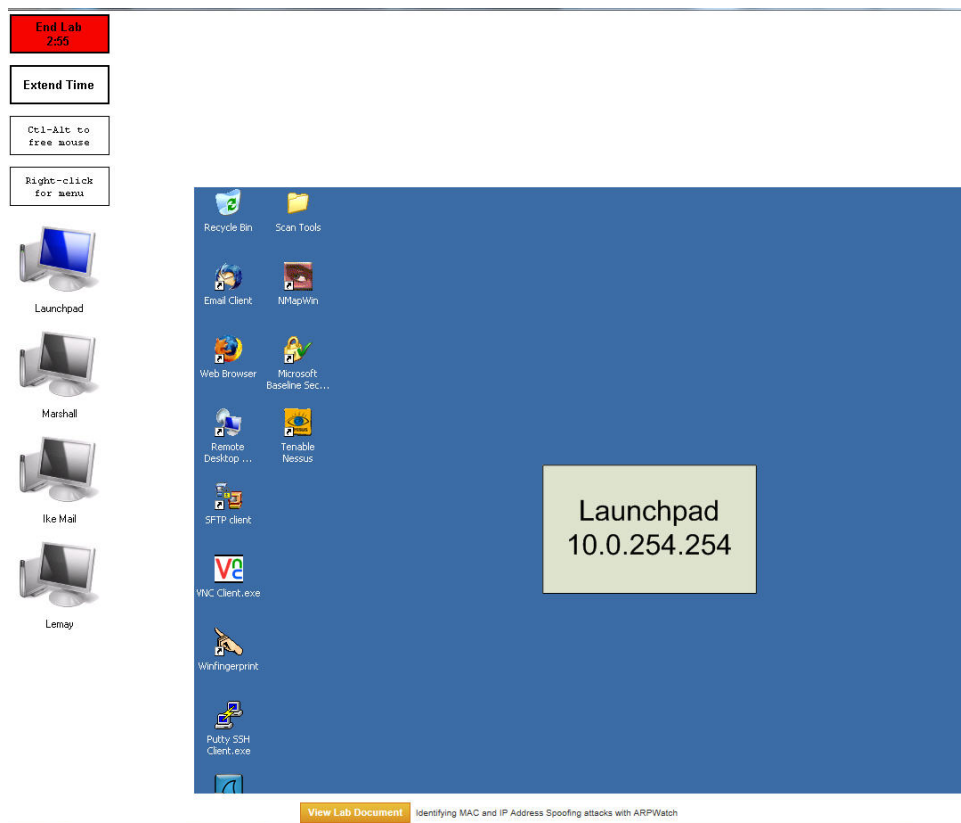 End Lab
2:55
Extend Time
Ctl-Alt to
free mouse
Right-click
for menu
Launchpad
Marshall
Ike Mail
Lemay
Recycle Bin
Scan Tools
Email Client
NMapWin
Web Browser
Microsoft
Baseline Sec...
Remote
Desktop ...
Tenable
Nessus
SFTP client
VNC Client.exe
Winfingerprint
Putty SSH
Client.exe
Launchpad
10.0.254.254
View Lab Document
Identifying MAC and IP Address Spoofing attacks with ARPWatch